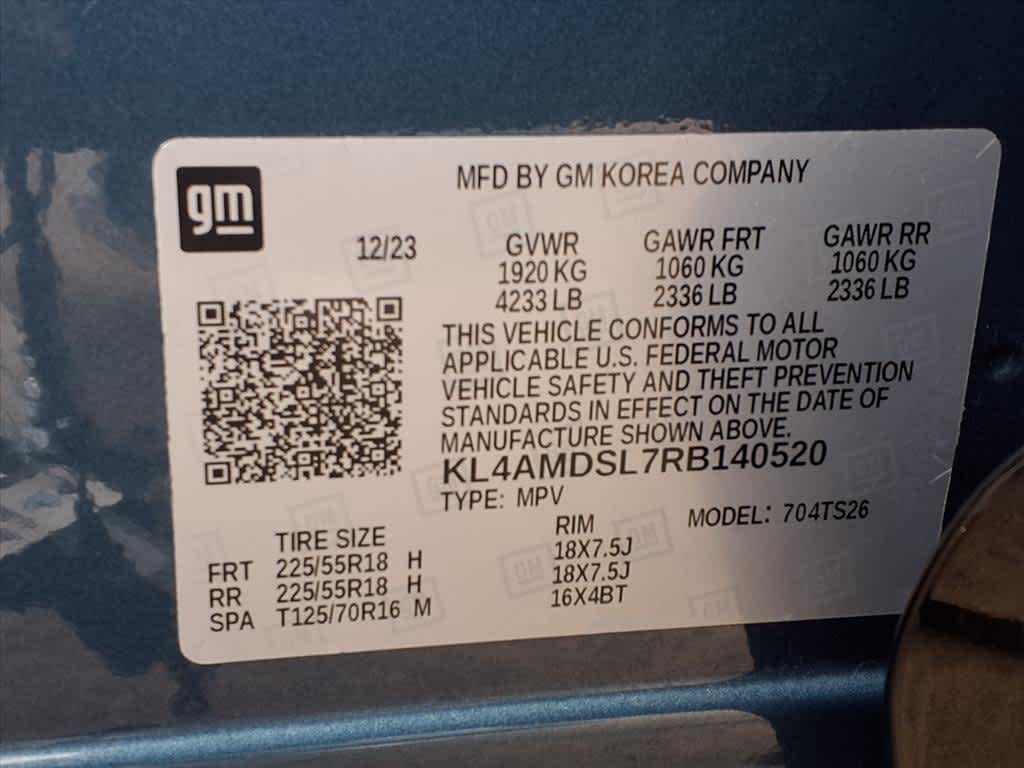 gm
MFD BY GM KOREA COMPANY
12/23
GVWR GAWR FRT GAWR RR
1920 KG 1060 KG 1060 KG
4233 LB 2336 LB 2336 LB
THIS VEHICLE CONFORMS TO ALL
APPLICABLE U.S. FEDERAL MOTOR
VEHICLE SAFETY AND THEFT PREVENTION
STANDARDS IN EFFECT ON THE DATE OF
MANUFACTURE SHOWN ABOVE.
KL4AMDSL7RB140520
TYPE: MPV
MODEL: 704TS26
TIRE SIZE RIM
FRT 225/55R18 H 18X7.5J
RR 225/55R18 H 18X7.5J
SPA T125/70R16 M 16X4BT